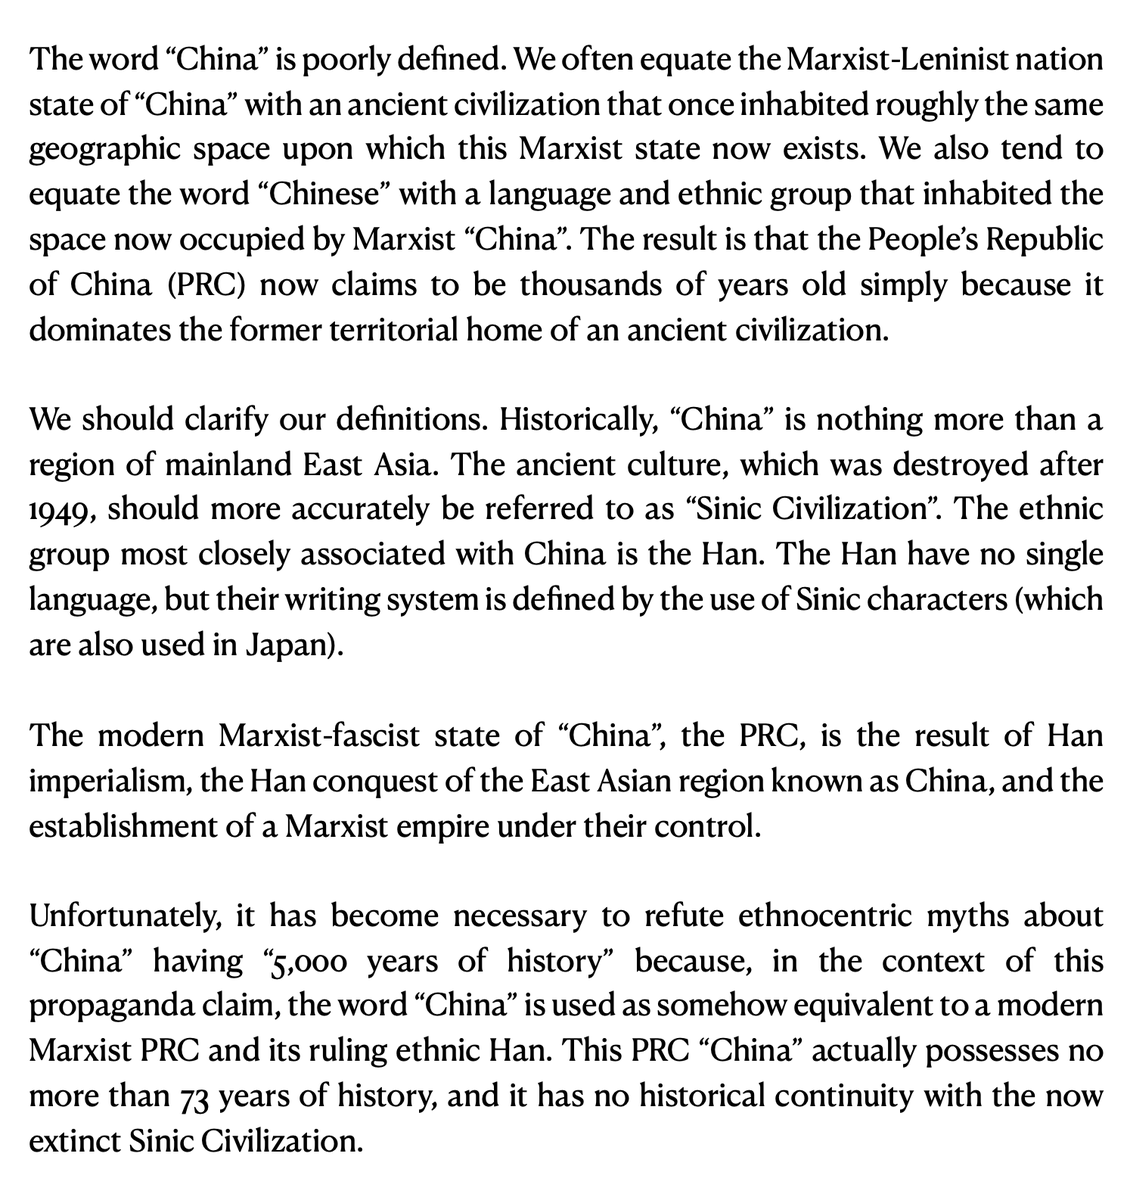 The word “China” is poorly defined. We often equate the Marxist-Leninist nation
state of “China” with an ancient civilization that once inhabited roughly the same
geographic space upon which this Marxist state now exists. We also tend to
equate the word “Chinese” with a language and ethnic group that inhabited the
space now occupied by Marxist “China”. The result is that the People’s Republic
of China (PRC) now claims to be thousands of years old simply because it
dominates the former territorial home of an ancient civilization.
We should clarify our definitions. Historically, “China” is nothing more than a
region of mainland East Asia. The ancient culture, which was destroyed after
1949, should more accurately be referred to as “Sinic Civilization”. The ethnic
group most closely associated with China is the Han. The Han have no single
language, but their writing system is defined by the use of Sinic characters (which
are also used in Japan).
The modern Marxist-fascist state of “China”, the PRC, is the result of Han
imperialism, the Han conquest of the East Asian region known as China, and the
establishment of a Marxist empire under their control.
Unfortunately, it has become necessary to refute ethnocentric myths about
“China” having “5,000 years of history” because, in the context of this
propaganda claim, the word “China” is used as somehow equivalent to a modern
Marxist PRC and its ruling ethnic Han. This PRC “China” actually possesses no
more than 73 years of history, and it has no historical continuity with the now
extinct Sinic Civilization.